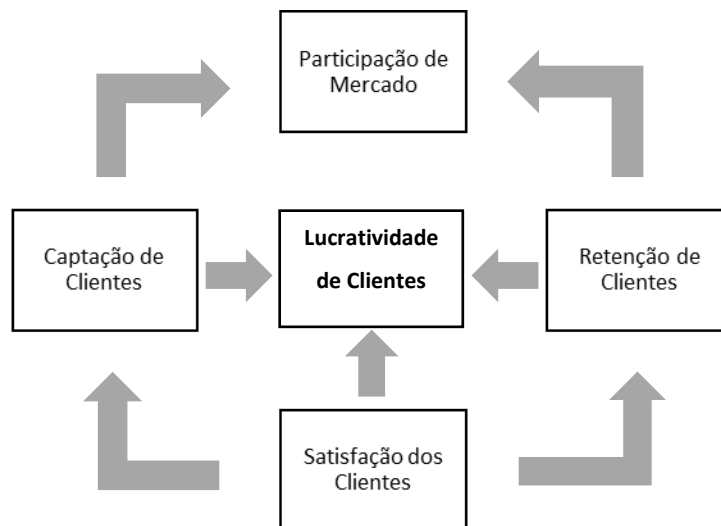 Participação de
Mercado
Captação de
Clientes
Lucratividade
de Clientes
Retenção de
Clientes
Satisfação dos
Clientes